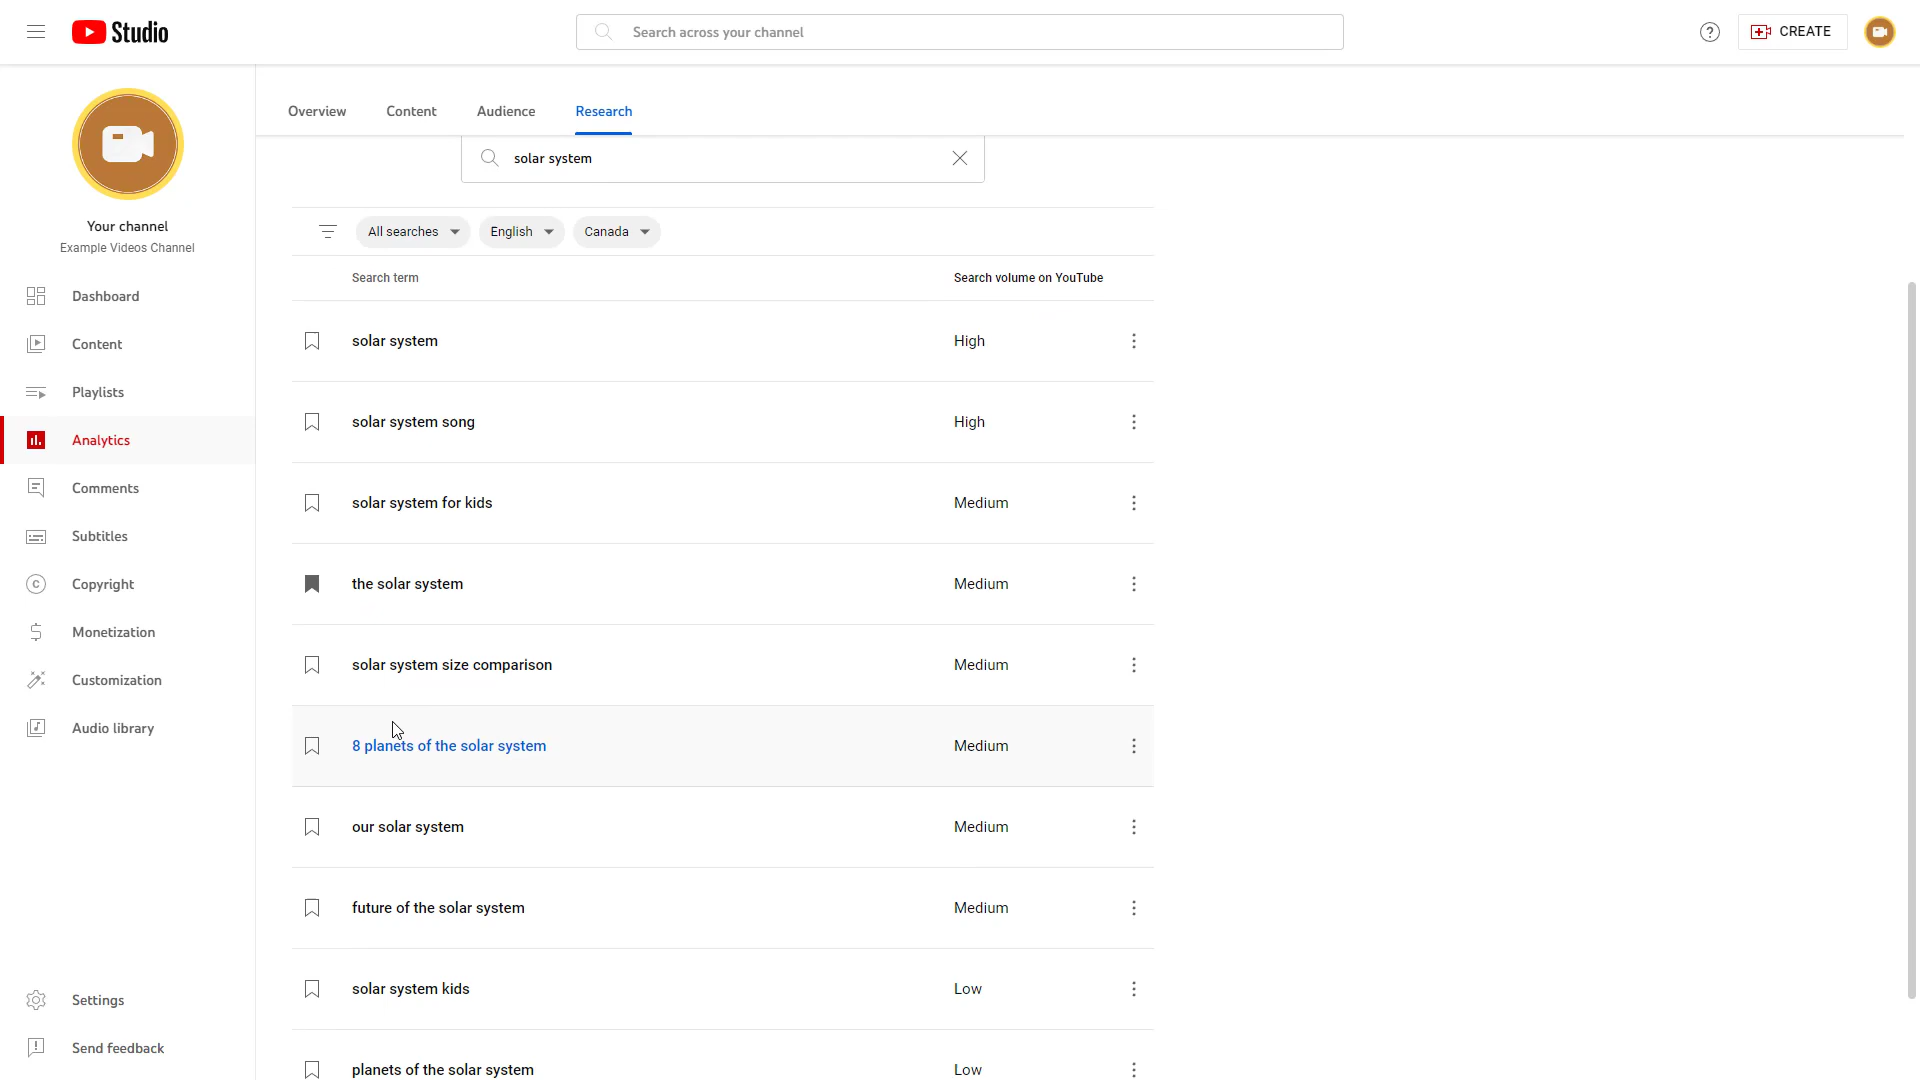 Studio
Search across your channel
CREATE
Your channel
Example Videos Channel
Dashboard
Content
Playlists
Analytics
Comments
Subtitles
Copyright
Monetization
Customization
Audio library
Settings
Send feedback
Overview
Content
Audience
Research
solar system
All searches
English
Canada
Search term
Search volume on YouTube
solar system
High
solar system song
High
solar system for kids
Medium
the solar system
Medium
solar system size comparison
Medium
8 planets of the solar system
Medium
our solar system
Medium
future of the solar system
Medium
solar system kids
Low
planets of the solar system
Low